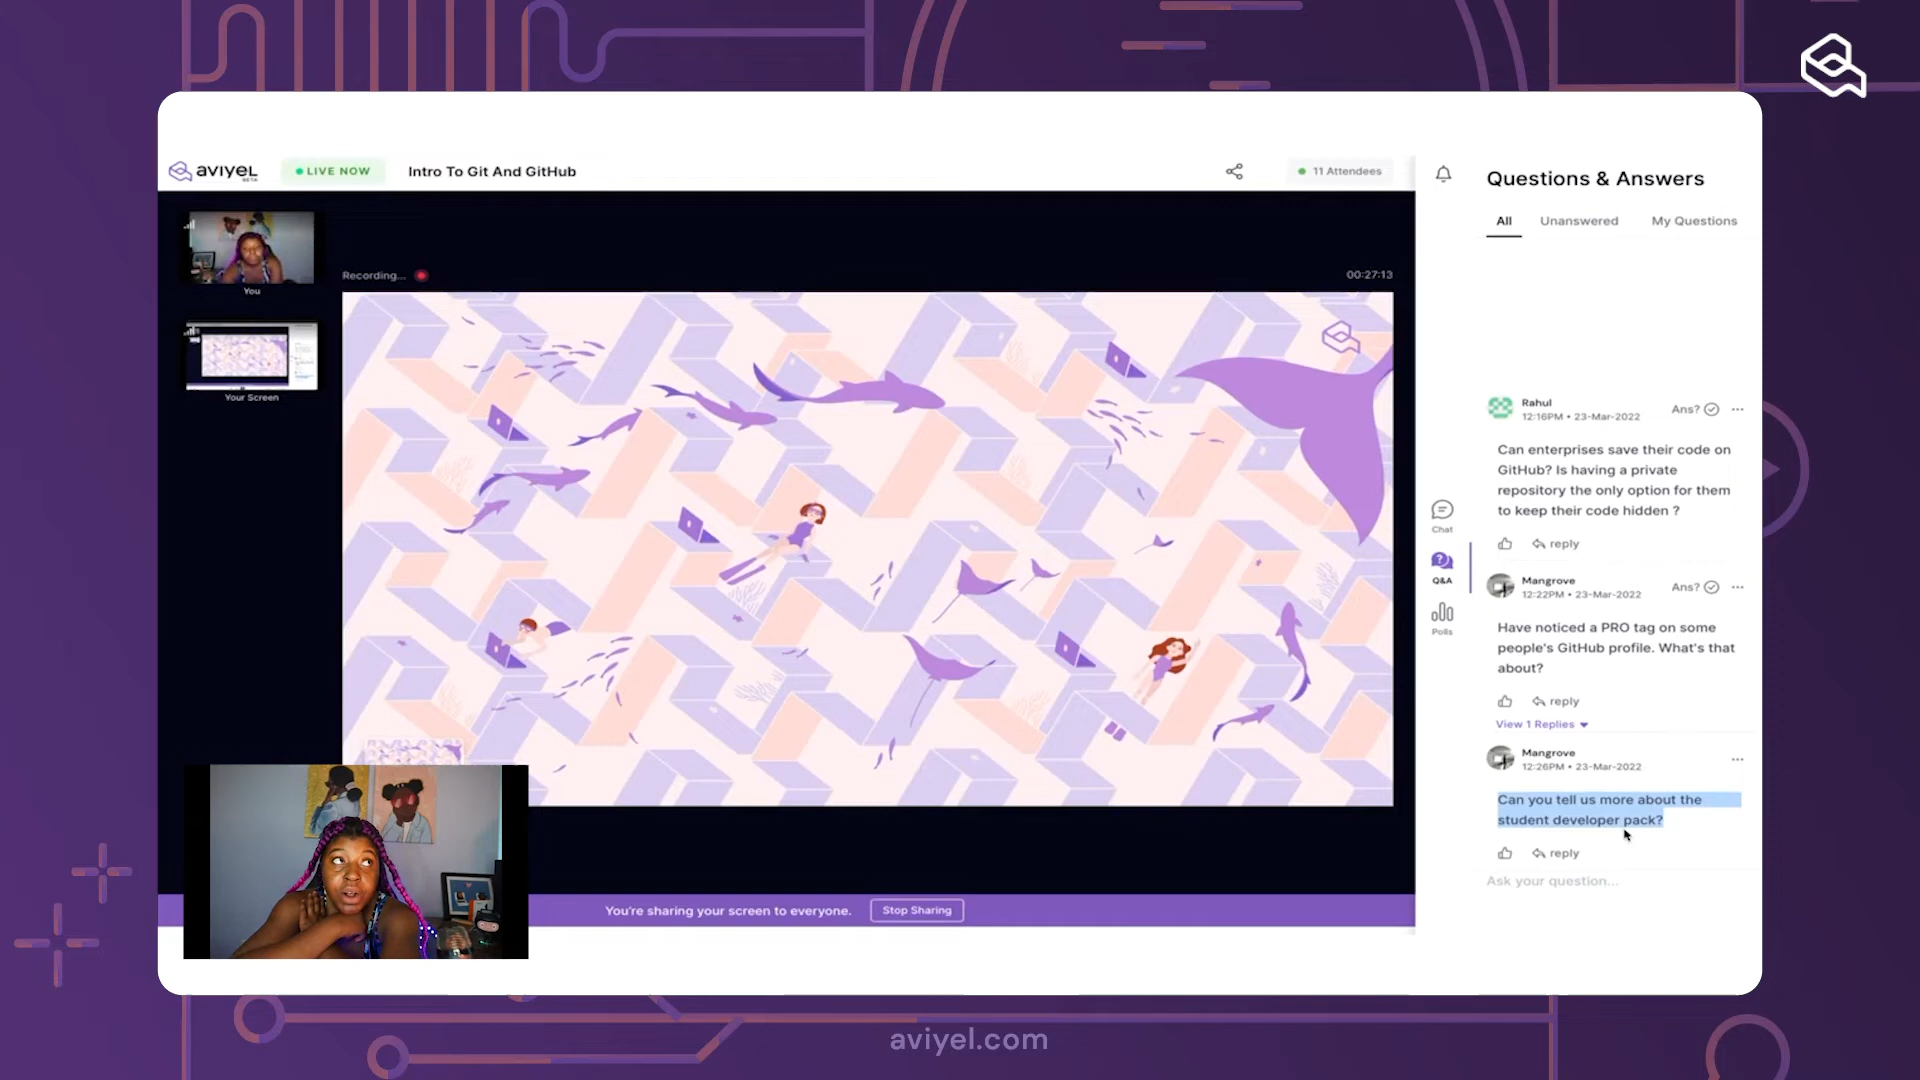 aviyel
BETA
LIVE NOW
Intro To Git And GitHub
11 Attendees
You
Your Screen
Recording...
00:27:13
You're sharing your screen to everyone.
Stop Sharing
Chat
Q&A
Polls
Questions & Answers
All
Unanswered
My Questions
Rahul
12:16PM • 23-Mar-2022
Ans?
Can enterprises save their code on
GitHub? Is having a private
repository the only option for them
to keep their code hidden ?
reply
Mangrove
12:22PM • 23-Mar-2022
Ans?
Have noticed a PRO tag on some
people's GitHub profile. What's that
about?
reply
View 1 Replies
Mangrove
12:26PM • 23-Mar-2022
Can you tell us more about the
student developer pack?
reply
Ask your question...
aviyel.com